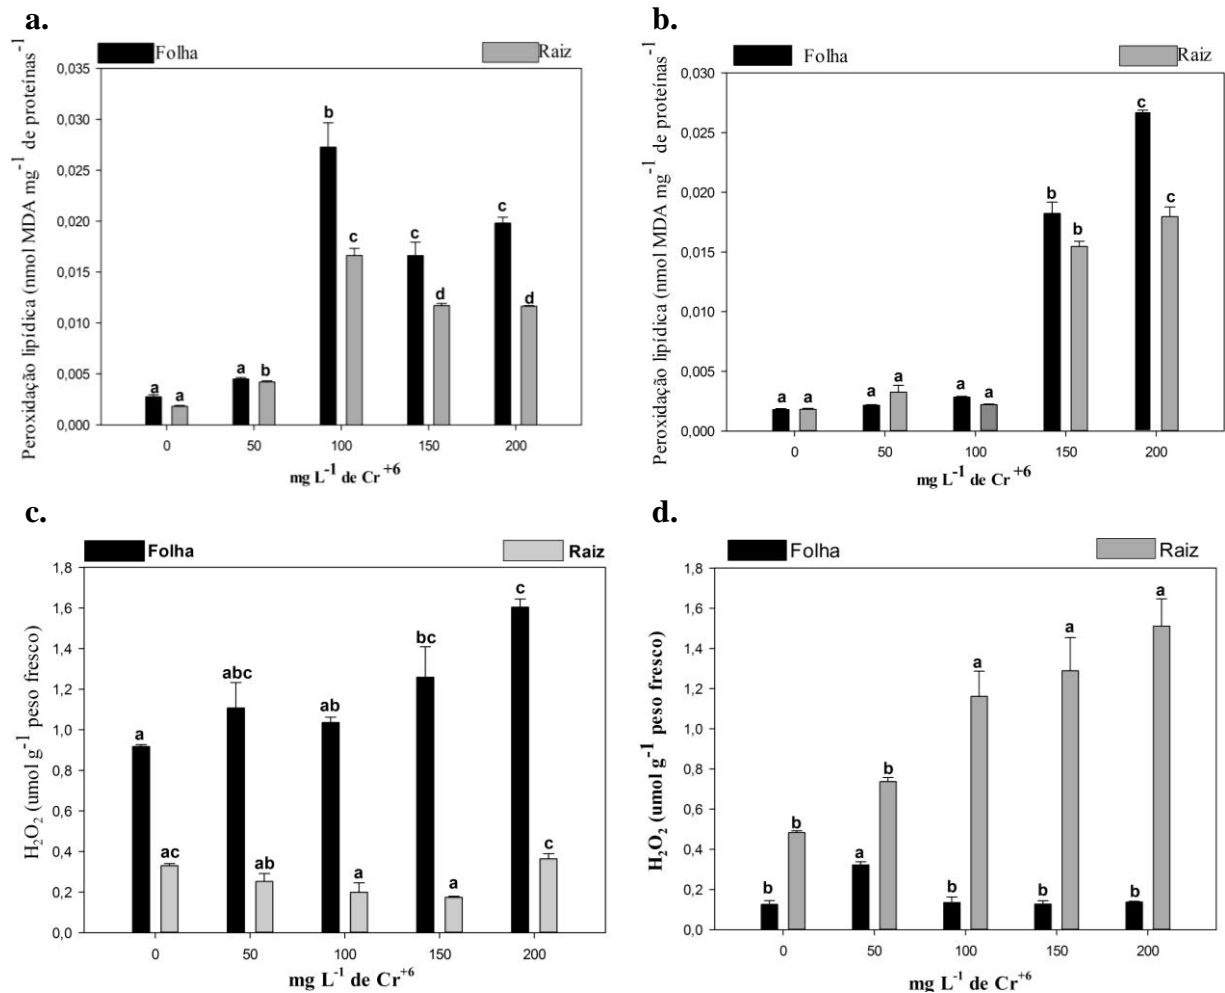 a.
Folha
Raiz
Peroxidação lipídica (nmol MDA mg-1 de proteínas-1
0,035
0,030
0,025
0,020
0,015
0,010
0,005
0,000
a a
a b
b c
c d
c d
0 50 100 150 200
mg L-1 de Cr +6
b.
Folha
Raiz
Peroxidação lipídica (nmol MDA mg-1 de proteínas-1
0,030
0,025
0,020
0,015
0,010
0,005
0,000
a a
a a
a a
b b
c c
0 50 100 150 200
mg L-1 de Cr +6
c.
Folha
Raiz
H2O2 (umol g-1 peso fresco)
1,8
1,6
1,4
1,2
1,0
0,8
0,6
0,4
0,2
0,0
a ac
abc ab
ab a
bc a
c c
0 50 100 150 200
mg L-1 de Cr+6
d.
Folha
Raiz
H2O2 (umol g-1 peso fresco)
1,8
1,6
1,4
1,2
1,0
0,8
0,6
0,4
0,2
0,0
b b
a b
b a
b a
b a
0 50 100 150 200
mg L-1 de Cr+6